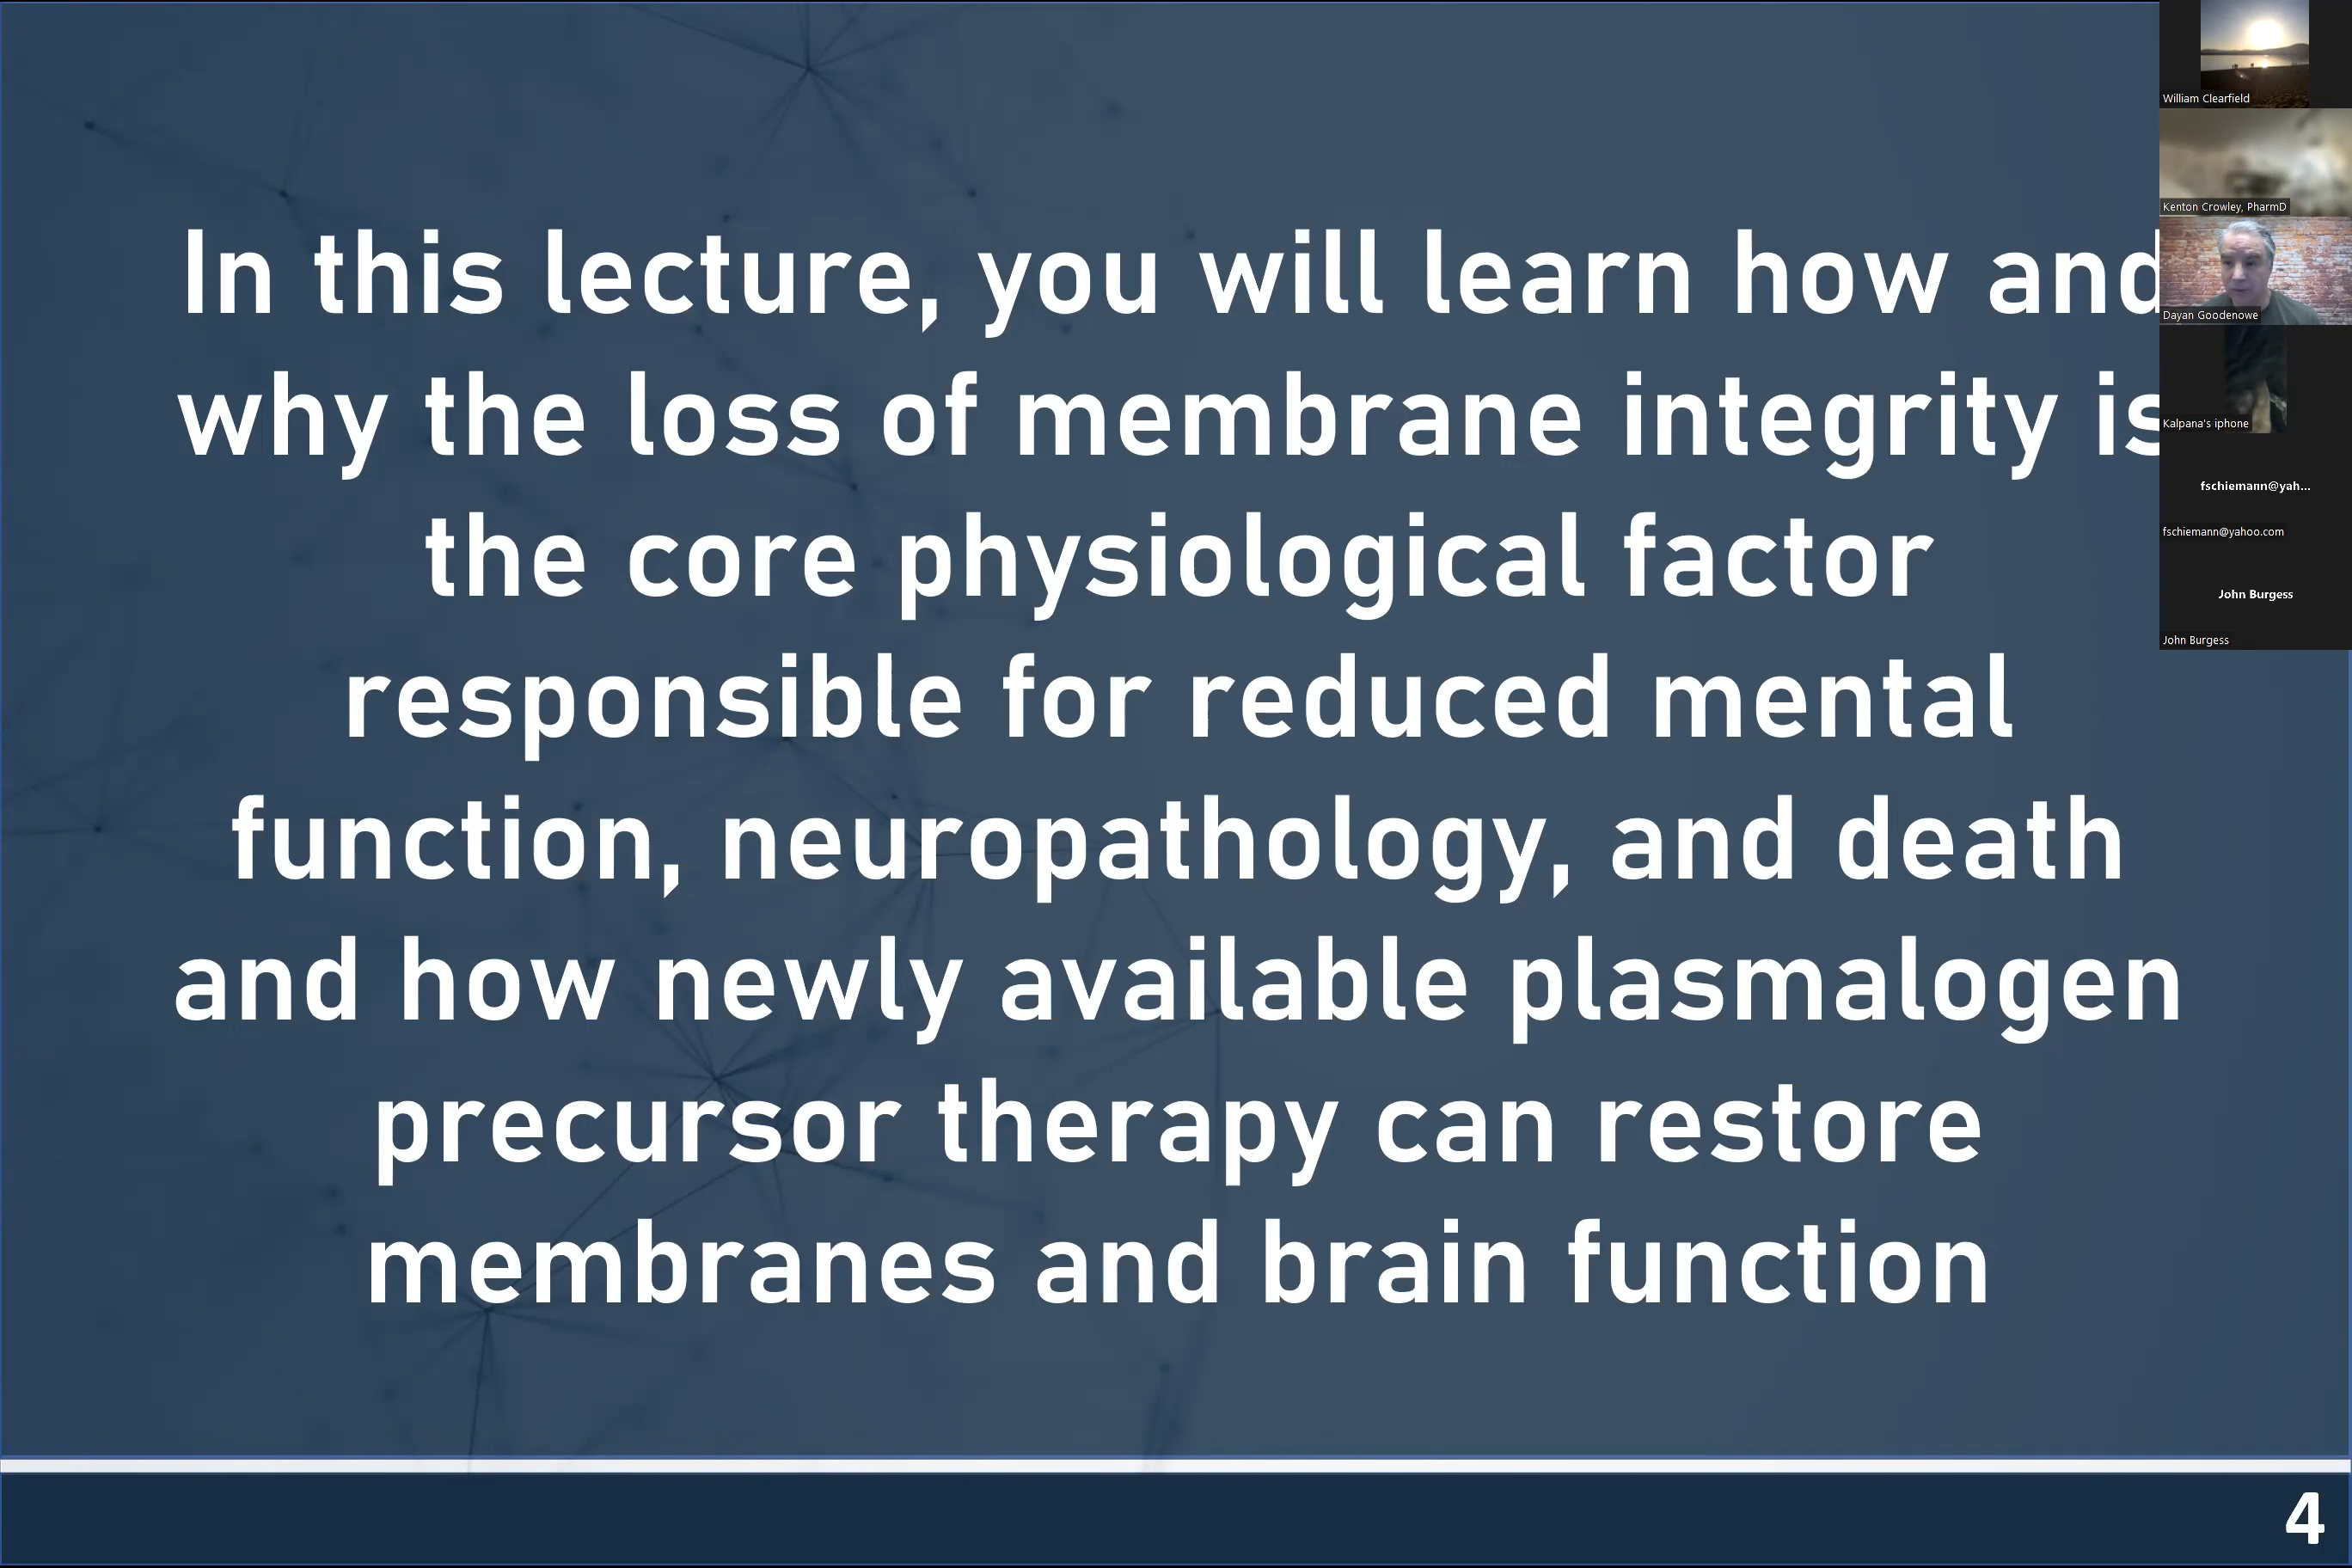 In this lecture, you will learn how and
why the loss of membrane integrity is
the core physiological factor
responsible for reduced mental
function, neuropathology, and death
and how newly available plasmalogen
precursor therapy can restore
membranes and brain function
4
William Clearfield
Kenton Crowley, PharmD
Dayan Goodenowe
Kalpana's iphone
fschiemann@yah...
fschiemann@yahoo.com
John Burgess
John Burgess